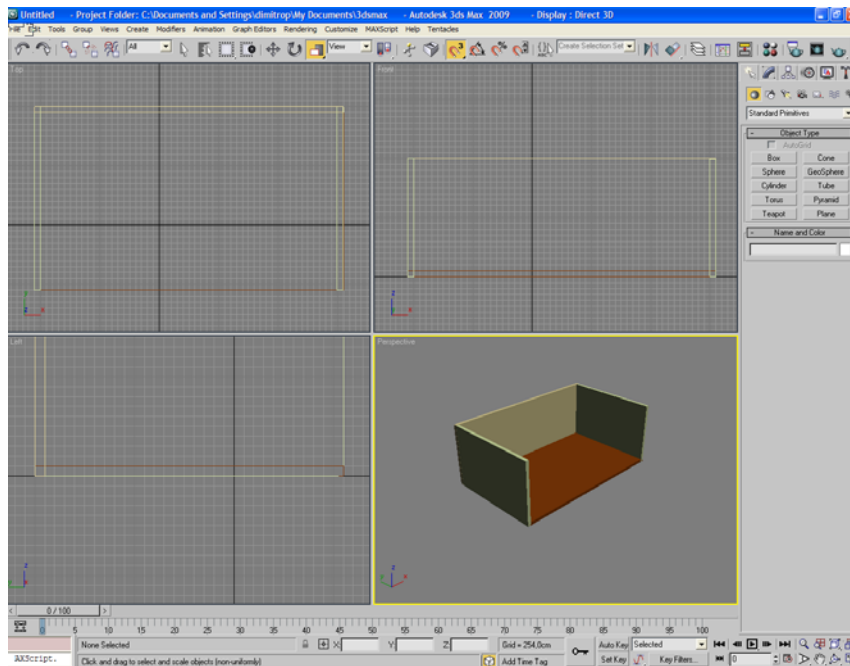 Untitled - Project Folder: C:\Documents and Settings\dimitrop\My Documents\3dsmax - Autodesk 3ds Max 2009 - Display : Direct 3D
File Edit Tools Group Views Create Modifiers Animation Graph Editors Rendering Customize MAXScript Help Tentacles
All View Create Selection Set
Top Front
Left Perspective
Standard Primitives
- Object Type
AutoGrid
Box Cone
Sphere GeoSphere
Cylinder Tube
Torus Pyramid
Teapot Plane
- Name and Color
z
x
z
x
z
z
x
< 0 / 100 >
0 5 10 15 20 25 30 35 40 45 50 55 60 65 70 75 80 85 90 95 100
None Selected X Y Z Grid = 254,0cm Auto Key Selected
AXScript. Click and drag to select and scale objects (non-uniformly) Add Time Tag Set Key Key Filters... 0